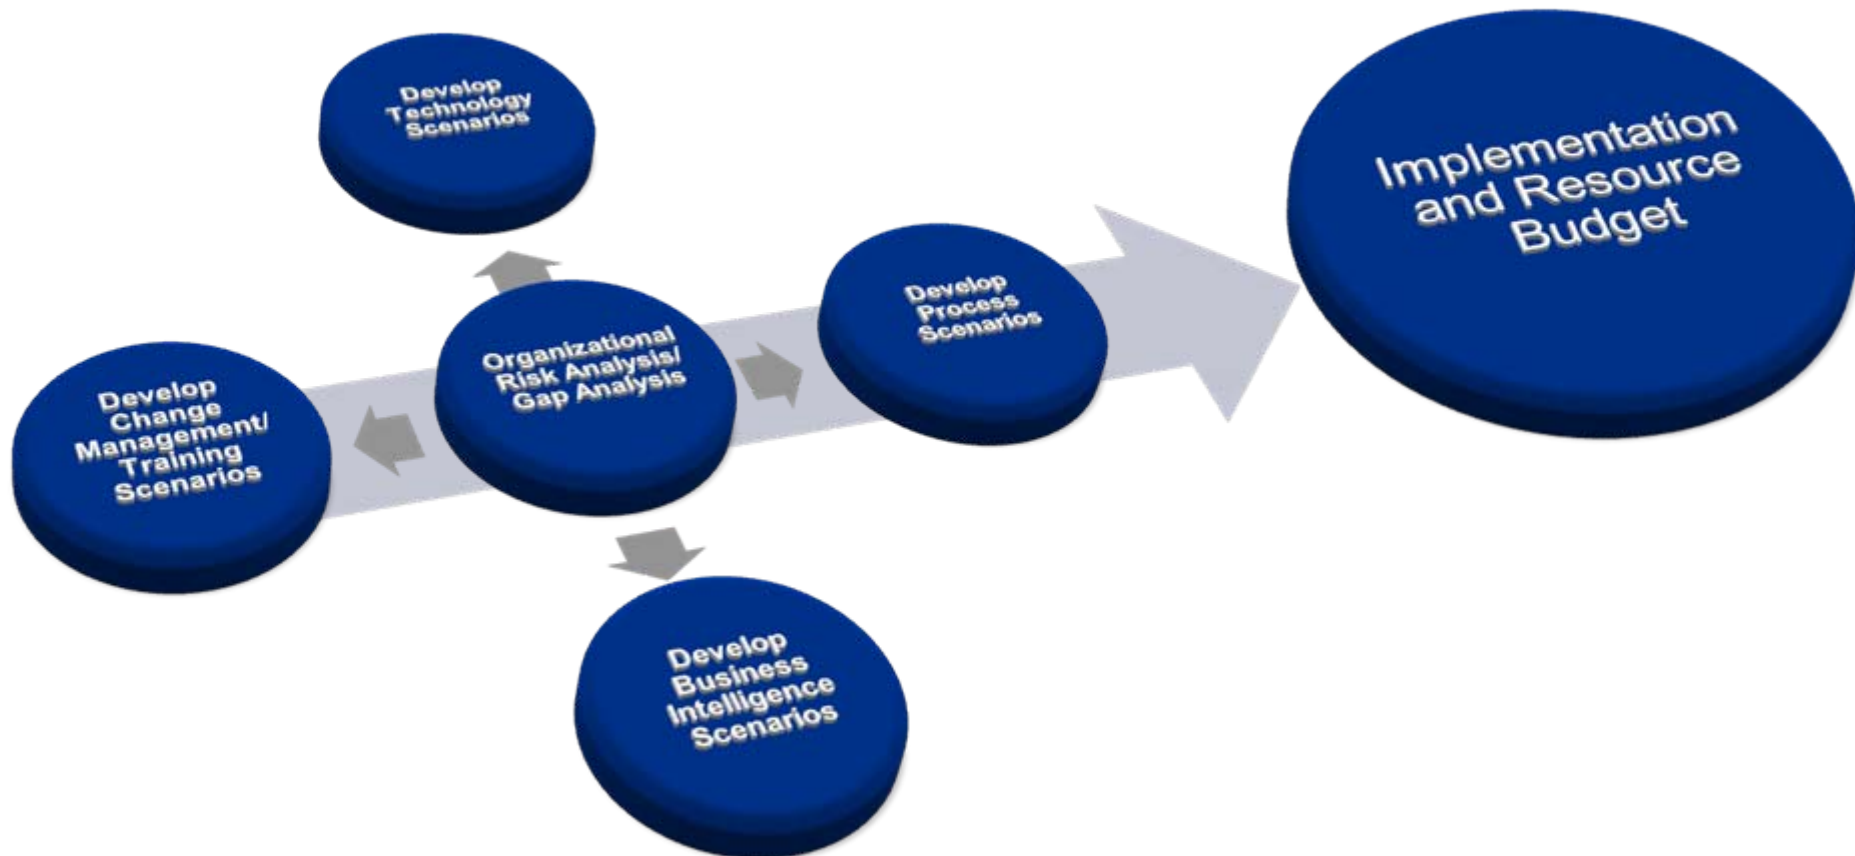 Develop
Technology
Scenarios
Implementation
and Resource
Budget
Develop
Process
Scenarios
Organizational
Risk Analysis/
Gap Analysis
Develop
Change
Management/
Training
Scenarios
Develop
Business
Intelligence
Scenarios